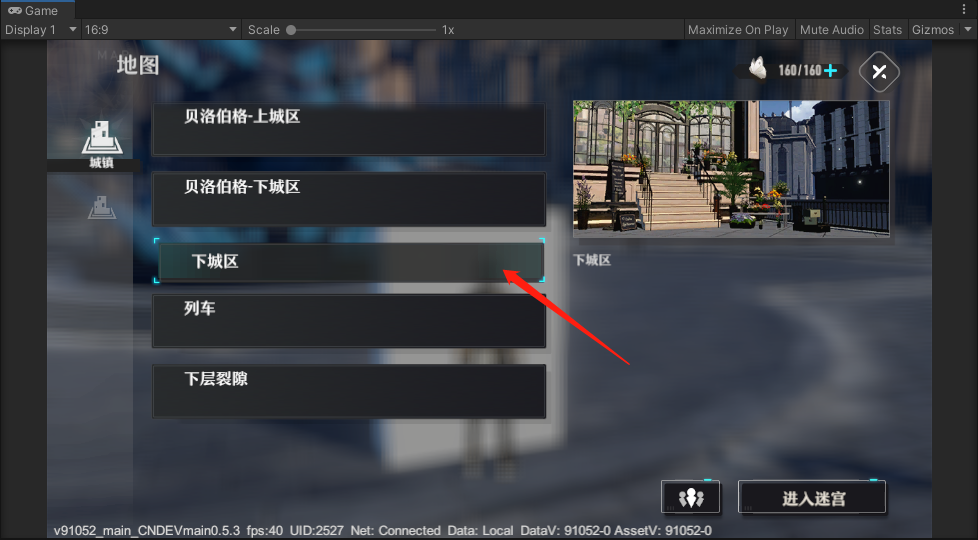 Game
Display 1 16:9 Scale 1x Maximize On Play Mute Audio Stats Gizmos
地图
160/160
贝洛伯格-上城区
城镇
贝洛伯格-下城区
下城区
下城区
列车
下层裂隙
进入迷宫
v91052_main_CNDEVmain0.5.3 fps:40 UID:2527 Net: Connected Data: Local DataV: 91052-0 AssetV: 91052-0